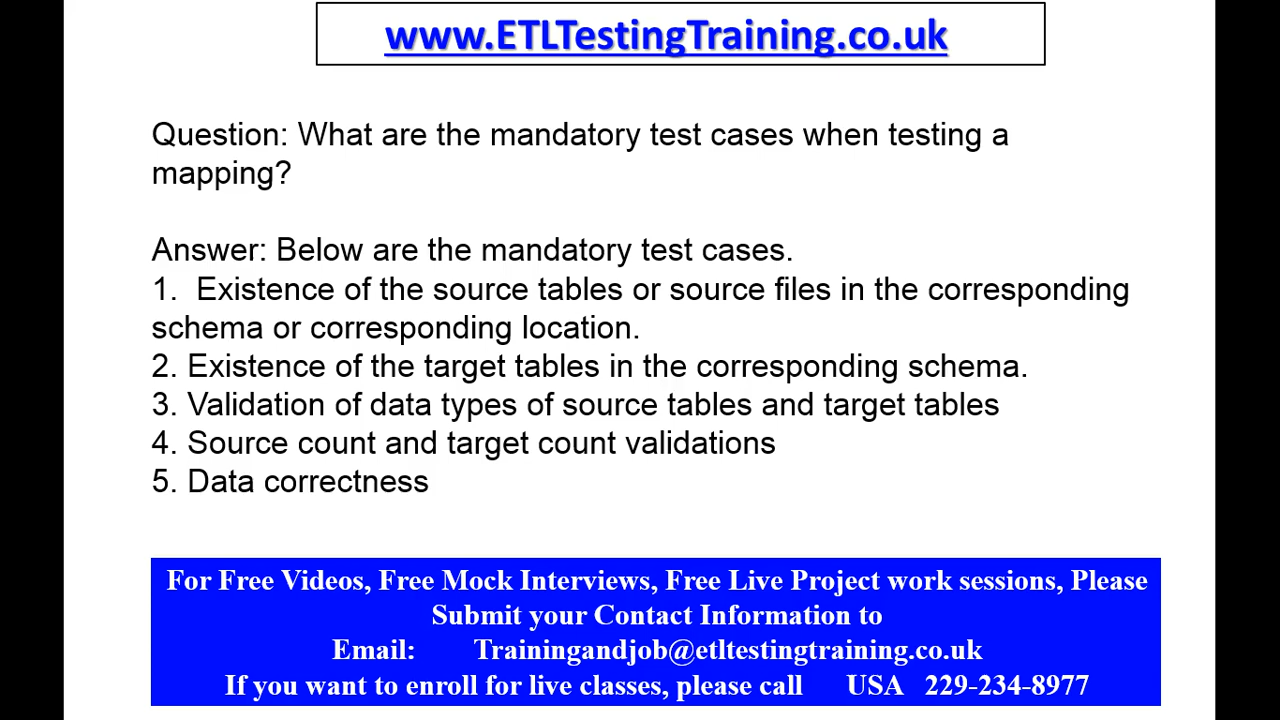 www.ETLTestingTraining.co.uk
Question: What are the mandatory test cases when testing a
mapping?
Answer: Below are the mandatory test cases.
1.  Existence of the source tables or source files in the corresponding
schema or corresponding location.
2. Existence of the target tables in the corresponding schema.
3. Validation of data types of source tables and target tables
4. Source count and target count validations
5. Data correctness
For Free Videos, Free Mock Interviews, Free Live Project work sessions, Please
Submit your Contact Information to
Email: Trainingandjob@etltestingtraining.co.uk
If you want to enroll for live classes, please call USA 229-234-8977